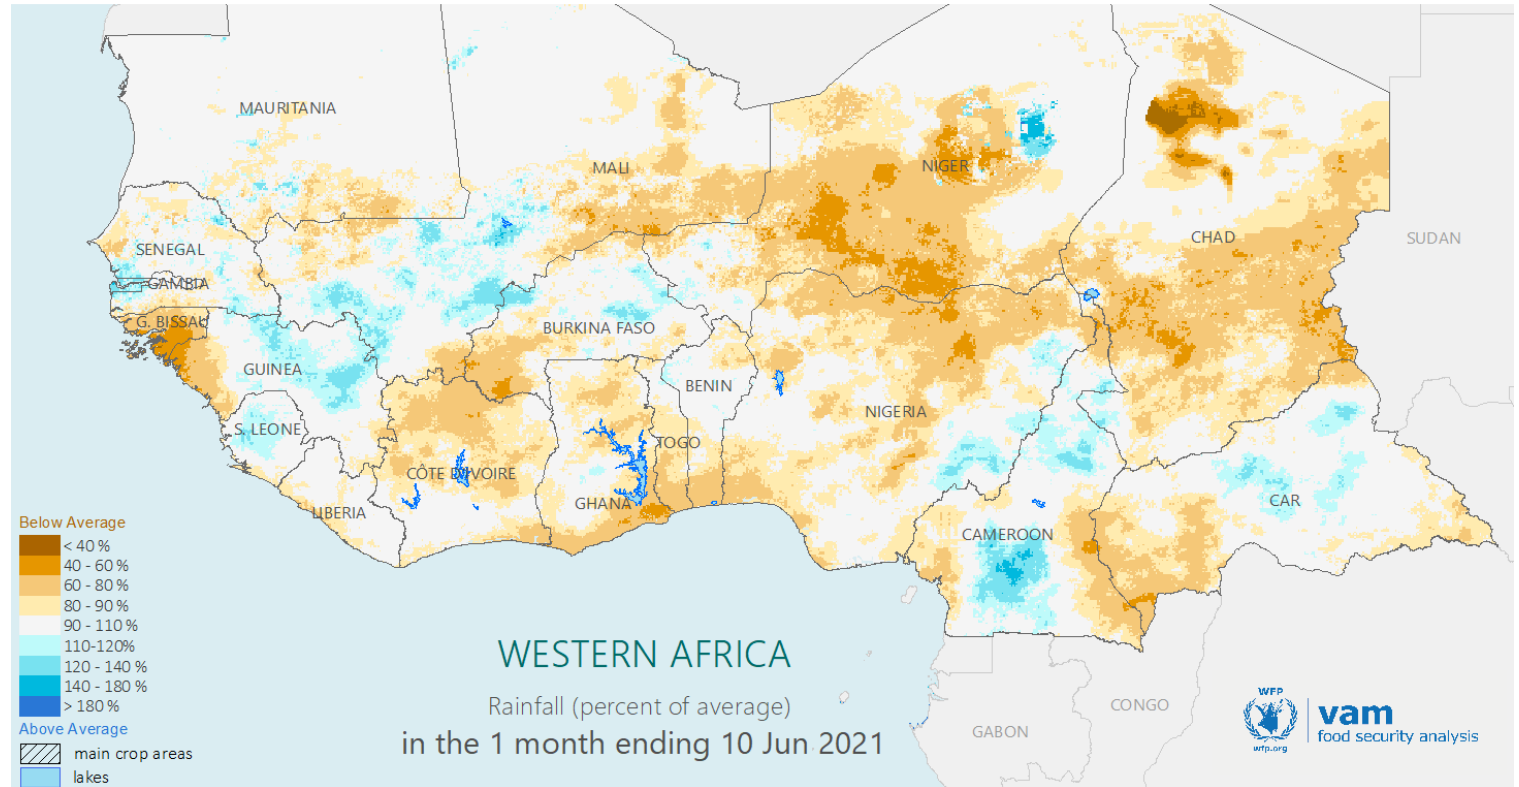 MAURITANIA
MALI
NIGER
CHAD
SUDAN
SENEGAL
GAMBIA
G. BISSAU
BURKINA FASO
GUINEA
BENIN
NIGERIA
S. LEONE
TOGO
CÔTE D'IVOIRE
GHANA
CAR
LIBERIA
CAMEROON
Below Average
< 40 %
40 - 60 %
60 - 80 %
80 - 90 %
90 - 110 %
110-120%
120 - 140 %
140 - 180 %
> 180 %
Above Average
main crop areas
lakes
WESTERN AFRICA
Rainfall (percent of average)
in the 1 month ending 10 Jun 2021
CONGO
GABON
WFP
wfp.org
vam
food security analysis